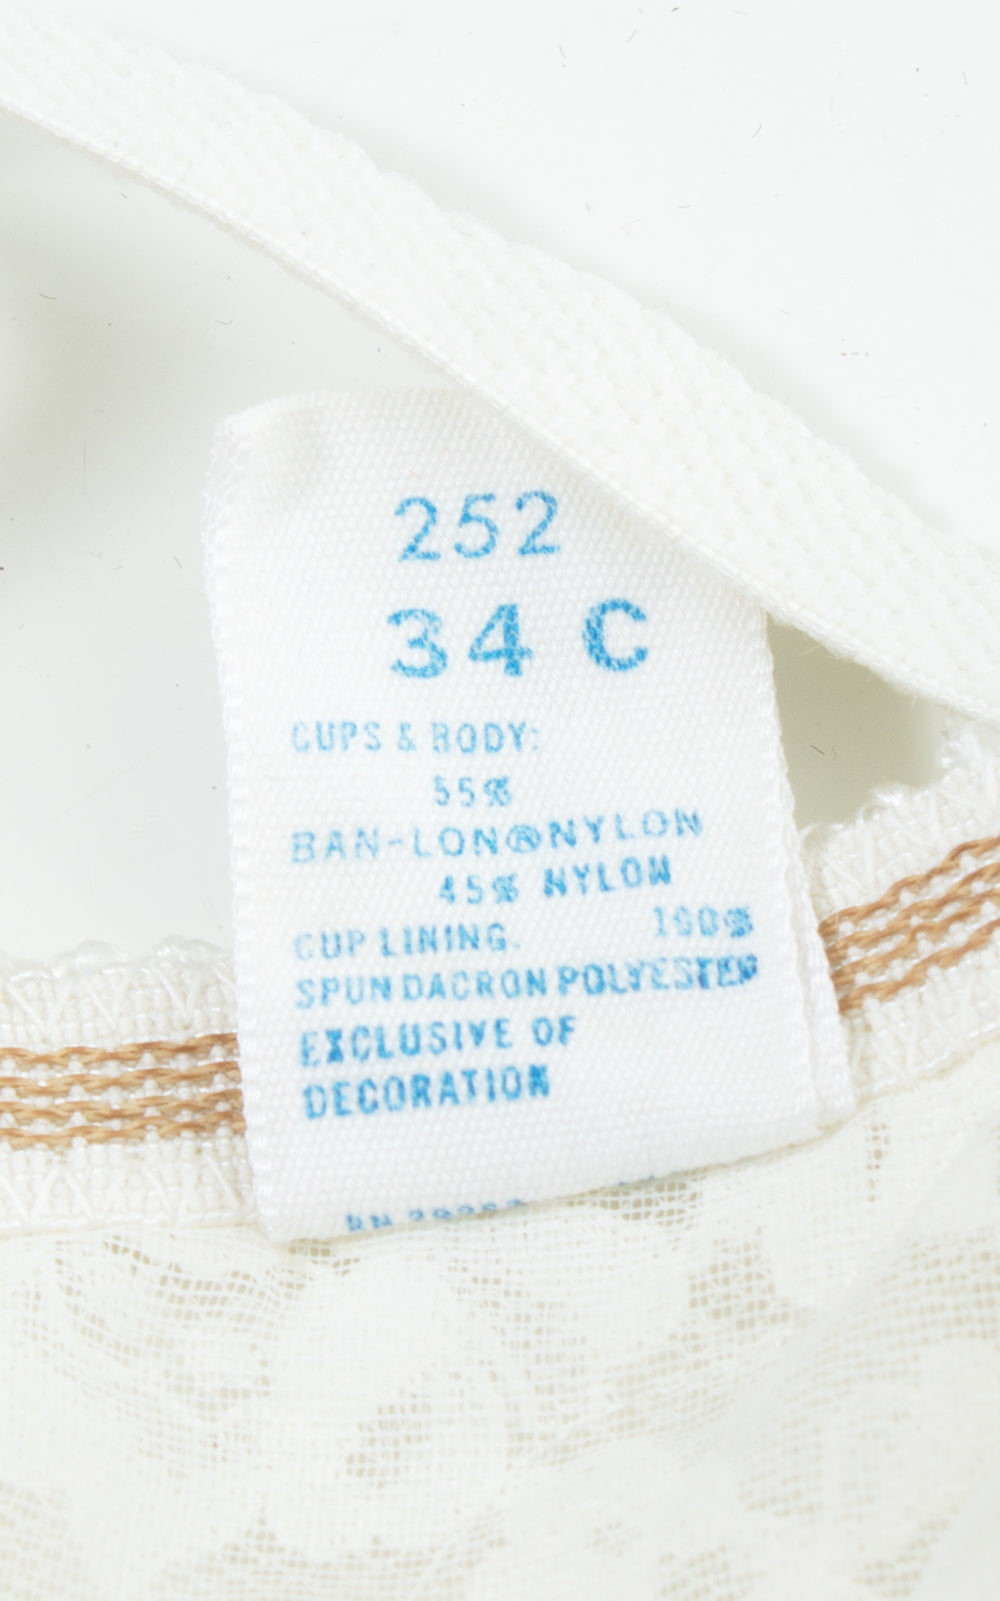 252
34 C
CUPS & BODY:
55%
BAN-LON®NYLON
45% NYLON
CUP LINING. 100%
SPUN DACRON POLYESTER
EXCLUSIVE OF
DECORATION
RN